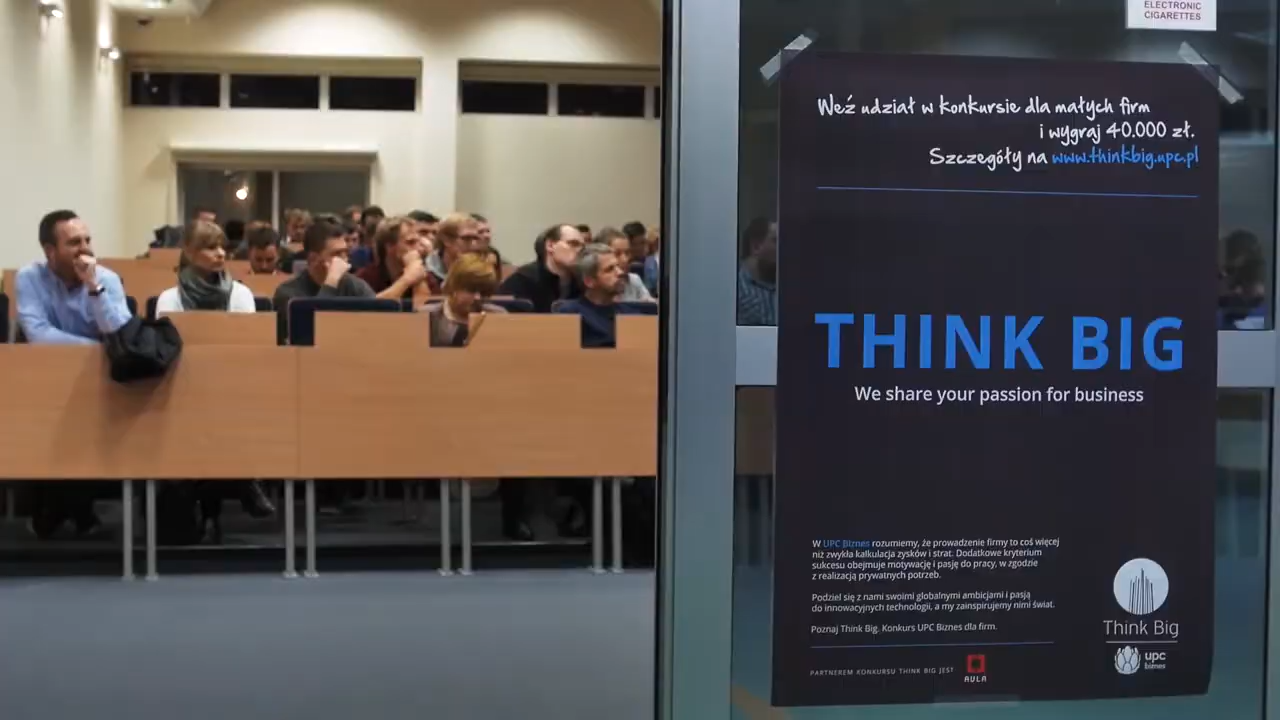 ELECTRONIC
CIGARETTES
Weź udział w konkursie dla małych firm
i wygraj 40.000 zł.
Szczegóły na www.thinkbig.upc.pl
THINK BIG
We share your passion for business
W UPC Biznes rozumiemy, że prowadzenie firmy to coś więcej
niż zwykła kalkulacja zysków i strat. Dodatkowe kryterium
sukcesu obejmuje motywację i pasję do pracy, w zgodzie
z realizacją prywatnych potrzeb.
Podziel się z nami swoimi globalnymi ambicjami i pasją
do innowacyjnych technologii, a my zainspirujemy nimi świat.
Poznaj Think Big. Konkurs UPC Biznes dla firm.
Think Big
upc
biznes
PARTNEREM KONKURSU THINK BIG JEST
AULA